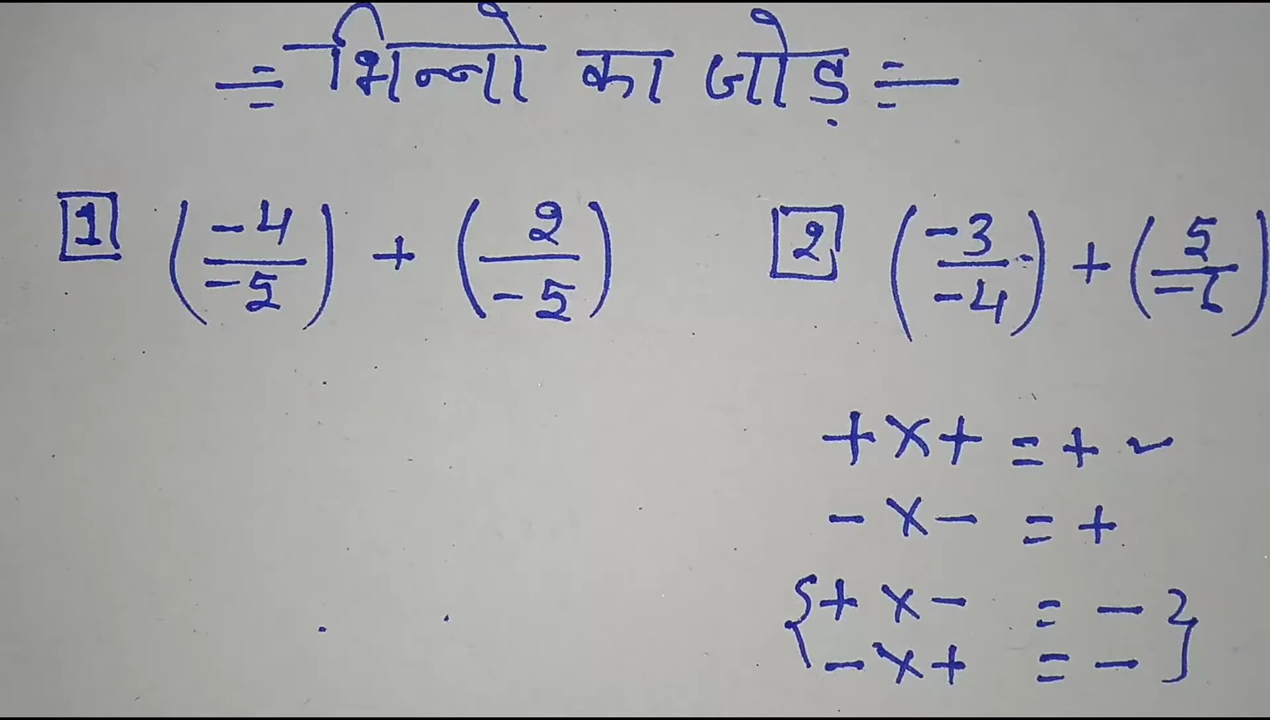 = भिन्नो का जोड़ =
1 (-4/-5) + (2/-5)
2 (-3/-4) + (5/-6)
+ x + = + ✓
- x - = +
{+ x - = -}
{- x + = -}